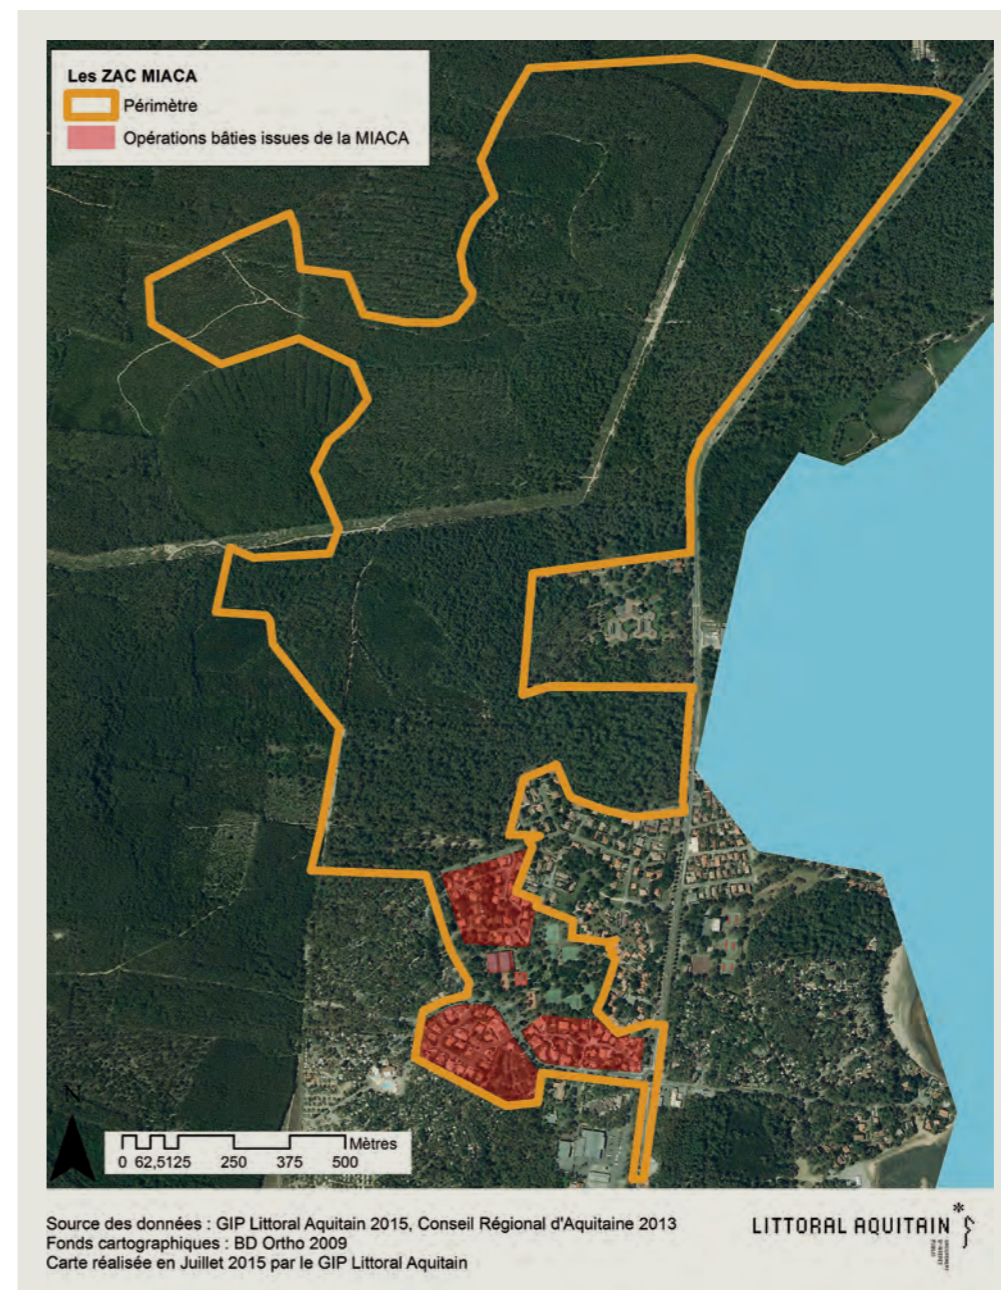 Les ZAC MIACA
Périmètre
Opérations bâties issues de la MIACA
N
Mètres
0 62,5125 250 375 500
Source des données : GIP Littoral Aquitain 2015, Conseil Régional d'Aquitaine 2013
Fonds cartographiques : BD Ortho 2009
Carte réalisée en Juillet 2015 par le GIP Littoral Aquitain
LITTORAL AQUITAIN